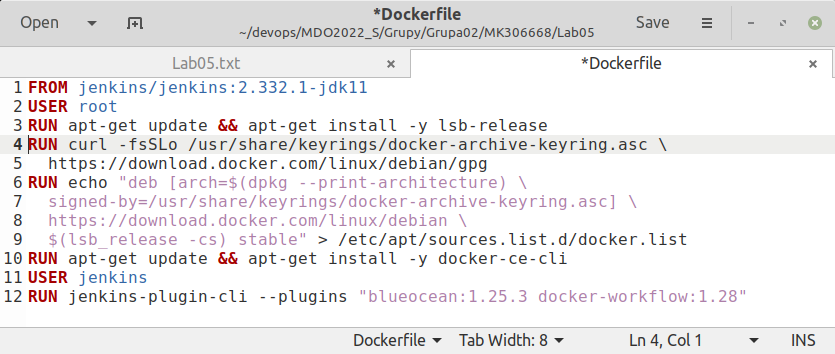 Open
*Dockerfile
~/devops/MDO2022_S/Grupy/Grupa02/MK306668/Lab05
Save
Lab05.txt
*Dockerfile
1 FROM jenkins/jenkins:2.332.1-jdk11
2 USER root
3 RUN apt-get update && apt-get install -y lsb-release
4 RUN curl -fsSLo /usr/share/keyrings/docker-archive-keyring.asc \
5   https://download.docker.com/linux/debian/gpg
6 RUN echo "deb [arch=$(dpkg --print-architecture) \
7   signed-by=/usr/share/keyrings/docker-archive-keyring.asc] \
8   https://download.docker.com/linux/debian \
9   $(lsb_release -cs) stable" > /etc/apt/sources.list.d/docker.list
10 RUN apt-get update && apt-get install -y docker-ce-cli
11 USER jenkins
12 RUN jenkins-plugin-cli --plugins "blueocean:1.25.3 docker-workflow:1.28"
Dockerfile Tab Width: 8 Ln 4, Col 1 INS